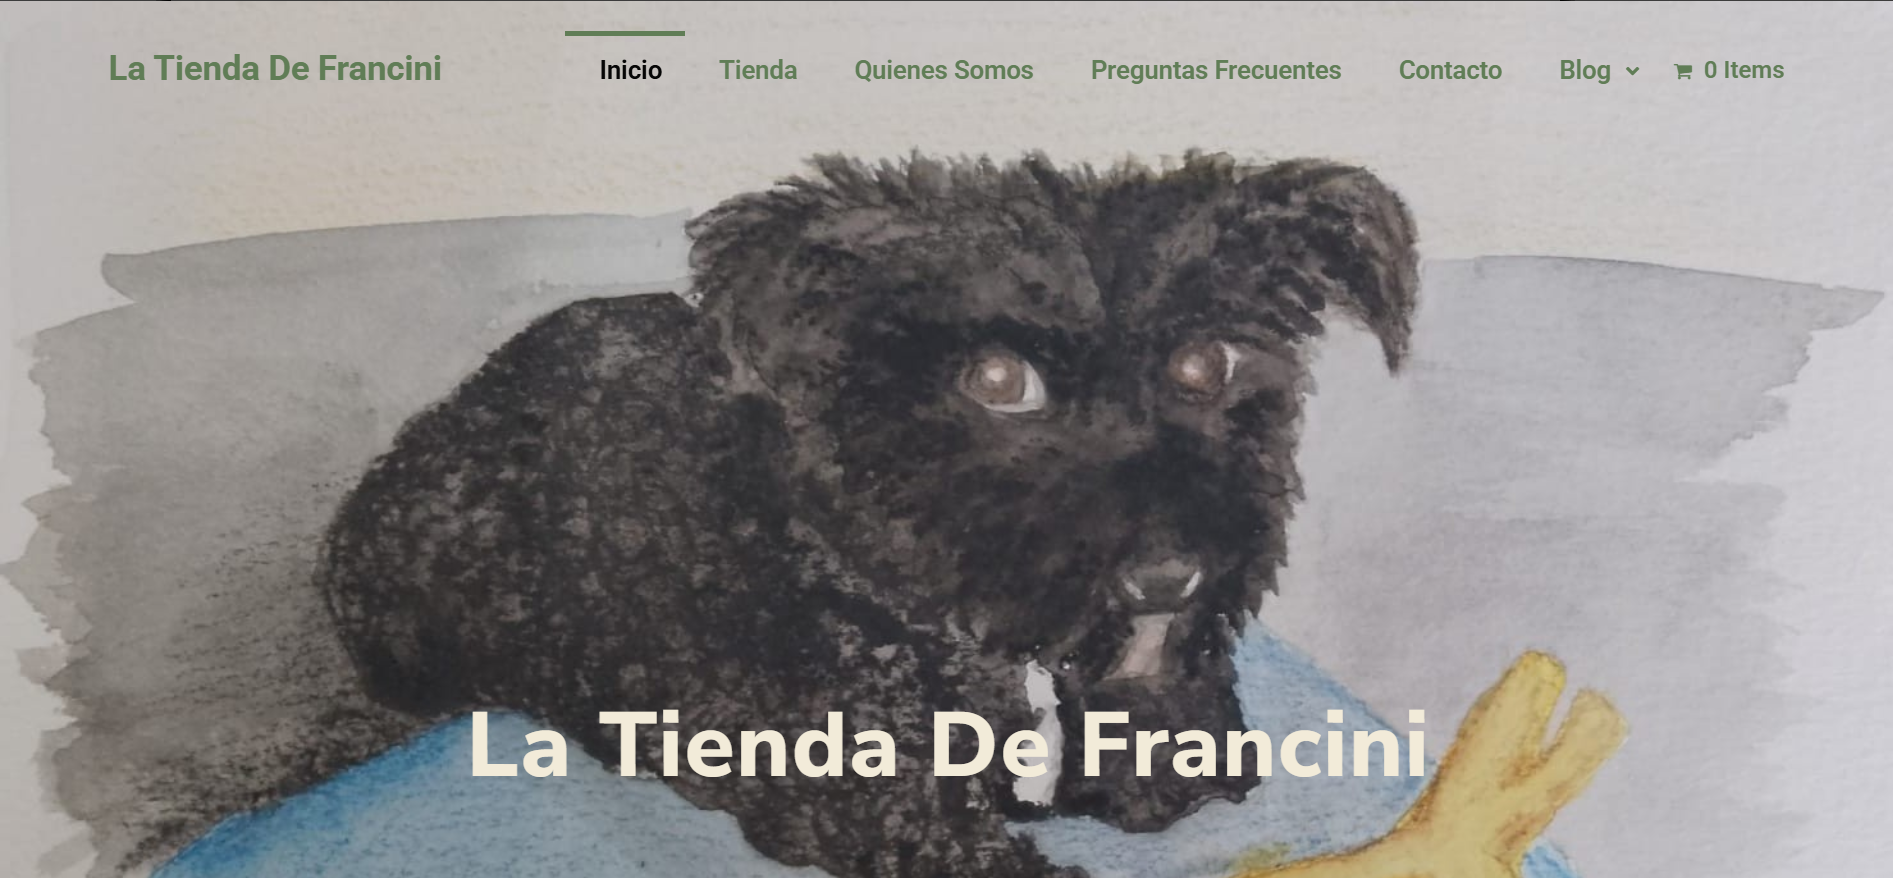 La Tienda De Francini
Inicio Tienda Quienes Somos Preguntas Frecuentes Contacto Blog 0 Items
La Tienda De Francini